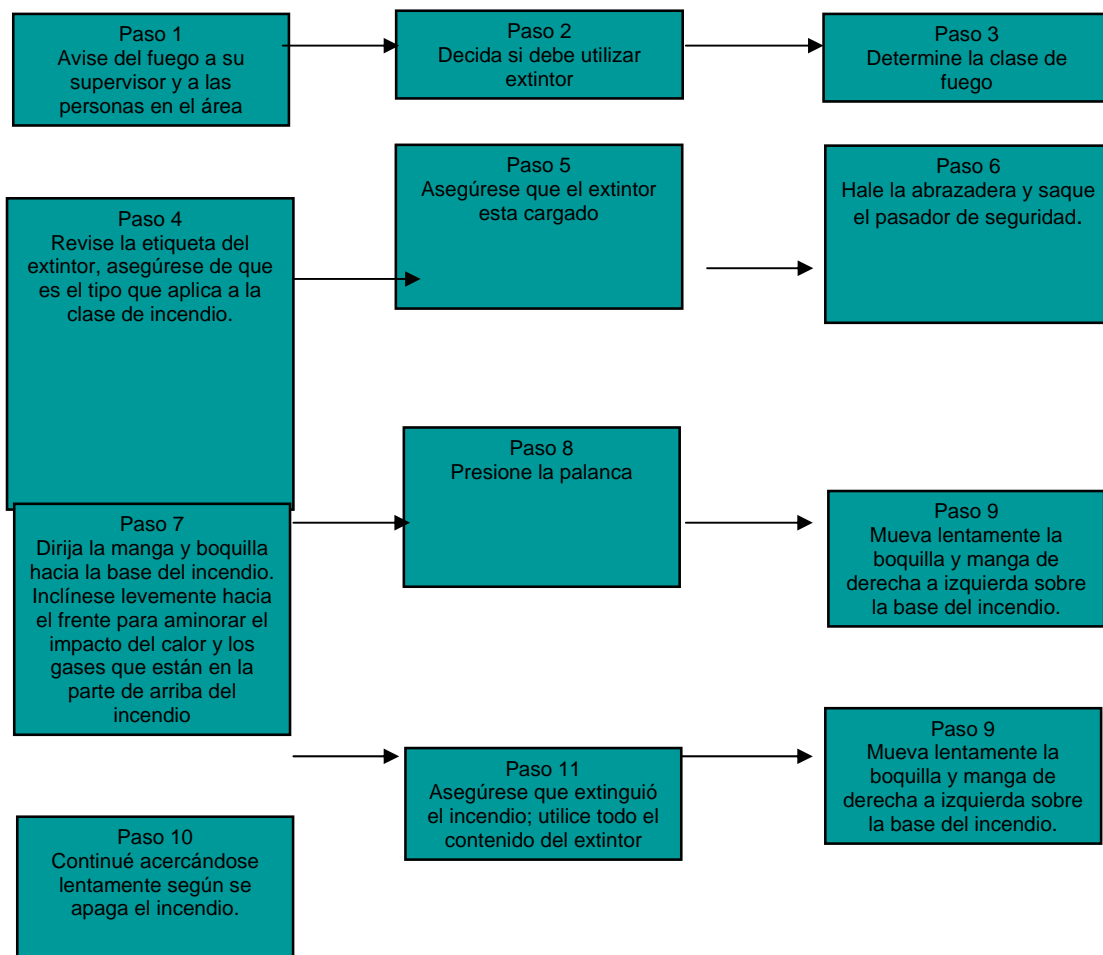 Paso 1
Avise del fuego a su
supervisor y a las
personas en el área
Paso 2
Decida si debe utilizar
extintor
Paso 3
Determine la clase de
fuego
Paso 4
Revise la etiqueta del
extintor, asegúrese de que
es el tipo que aplica a la
clase de incendio.
Paso 5
Asegúrese que el extintor
esta cargado
Paso 6
Hale la abrazadera y saque
el pasador de seguridad.
Paso 7
Dirija la manga y boquilla
hacia la base del incendio.
Inclínese levemente hacia
el frente para aminorar el
impacto del calor y los
gases que están en la
parte de arriba del
incendio
Paso 8
Presione la palanca
Paso 9
Mueva lentamente la
boquilla y manga de
derecha a izquierda sobre
la base del incendio.
Paso 10
Continué acercándose
lentamente según se
apaga el incendio.
Paso 11
Asegúrese que extinguió
el incendio; utilice todo el
contenido del extintor
Paso 9
Mueva lentamente la
boquilla y manga de
derecha a izquierda sobre
la base del incendio.